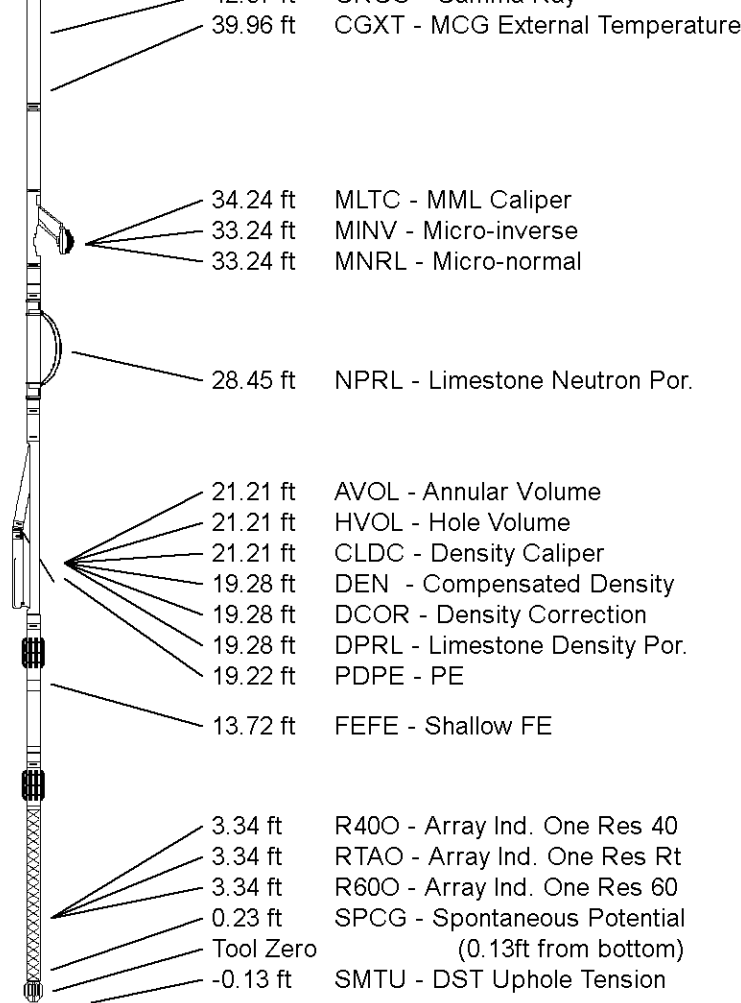 39.96 ft CGXT - MCG External Temperature
34.24 ft MLTC - MML Caliper
33.24 ft MINV - Micro-inverse
33.24 ft MNRL - Micro-normal
28.45 ft NPRL - Limestone Neutron Por.
21.21 ft AVOL - Annular Volume
21.21 ft HVOL - Hole Volume
21.21 ft CLDC - Density Caliper
19.28 ft DEN - Compensated Density
19.28 ft DCOR - Density Correction
19.28 ft DPRL - Limestone Density Por.
19.22 ft PDPE - PE
13.72 ft FEFE - Shallow FE
3.34 ft R40O - Array Ind. One Res 40
3.34 ft RTAO - Array Ind. One Res Rt
3.34 ft R60O - Array Ind. One Res 60
0.23 ft SPCG - Spontaneous Potential
Tool Zero (0.13ft from bottom)
-0.13 ft SMTU - DST Uphole Tension